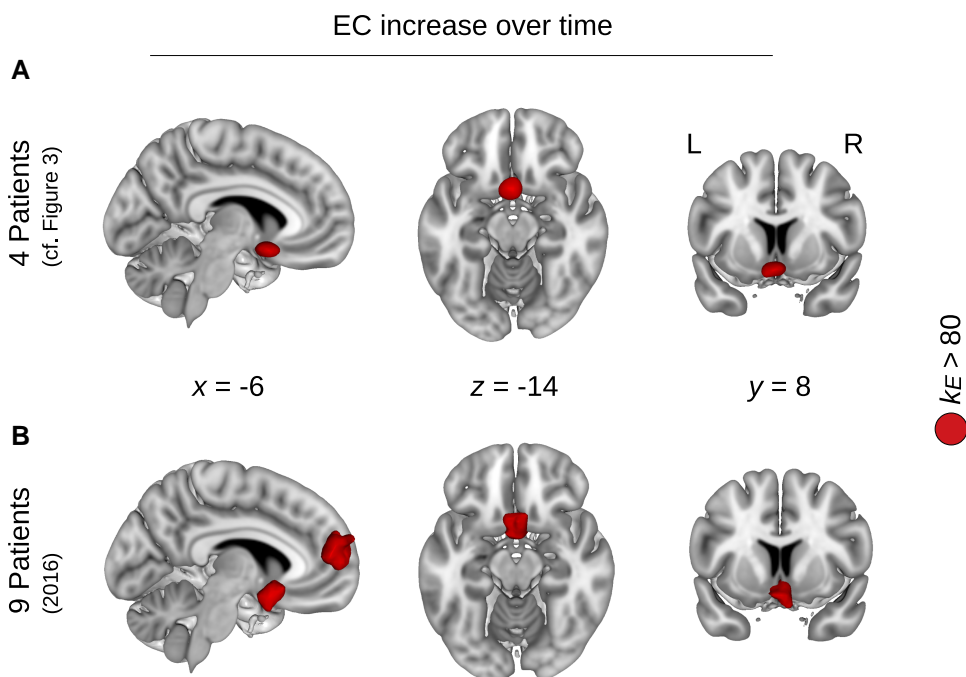 EC increase over time
A
4 Patients
(cf. Figure 3)
L
R
x = -6
z = -14
y = 8
kE > 80
B
9 Patients
(2016)